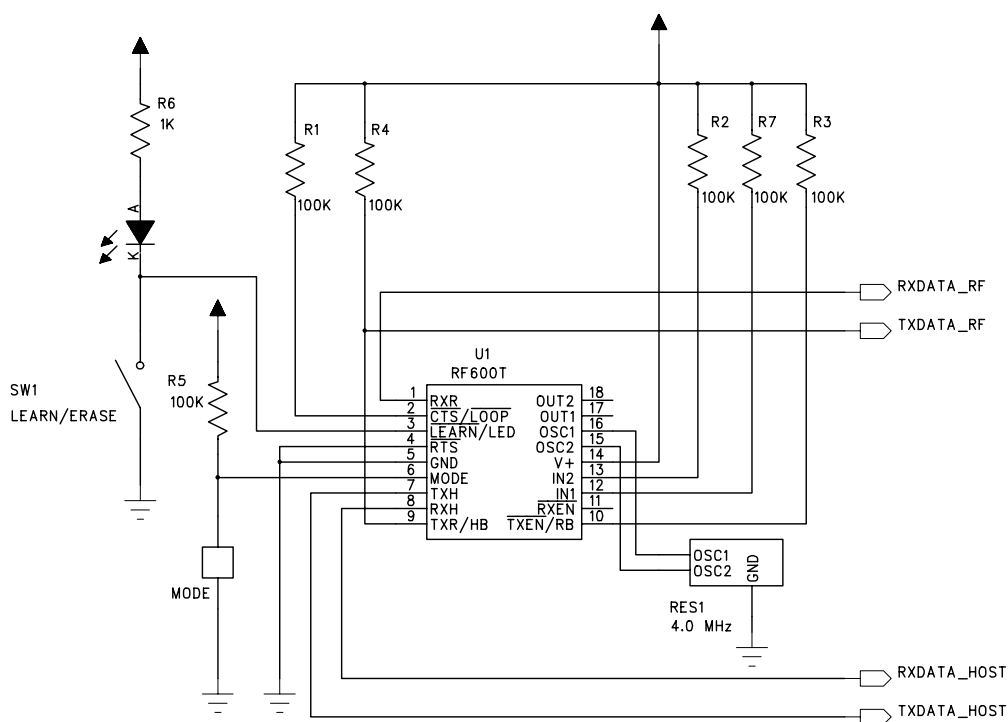 R6
1K
A
K
R1
100K
R4
100K
R2
100K
R7
100K
R3
100K
RXDATA_RF
TXDATA_RF
SW1
LEARN/ERASE
R5
100K
MODE
U1
RF600T
1 RXR
2 CTS/LOOP
3 LEARN/LED
4 RTS
5 GND
6 MODE
7 TXH
8 RXH
9 TXR/HB
OUT2 18
OUT1 17
OSC1 16
OSC2 15
V+ 14
IN2 13
IN1 12
RXEN 11
TXEN/RB 10
OSC1
OSC2
GND
RES1
4.0 MHz
RXDATA_HOST
TXDATA_HOST